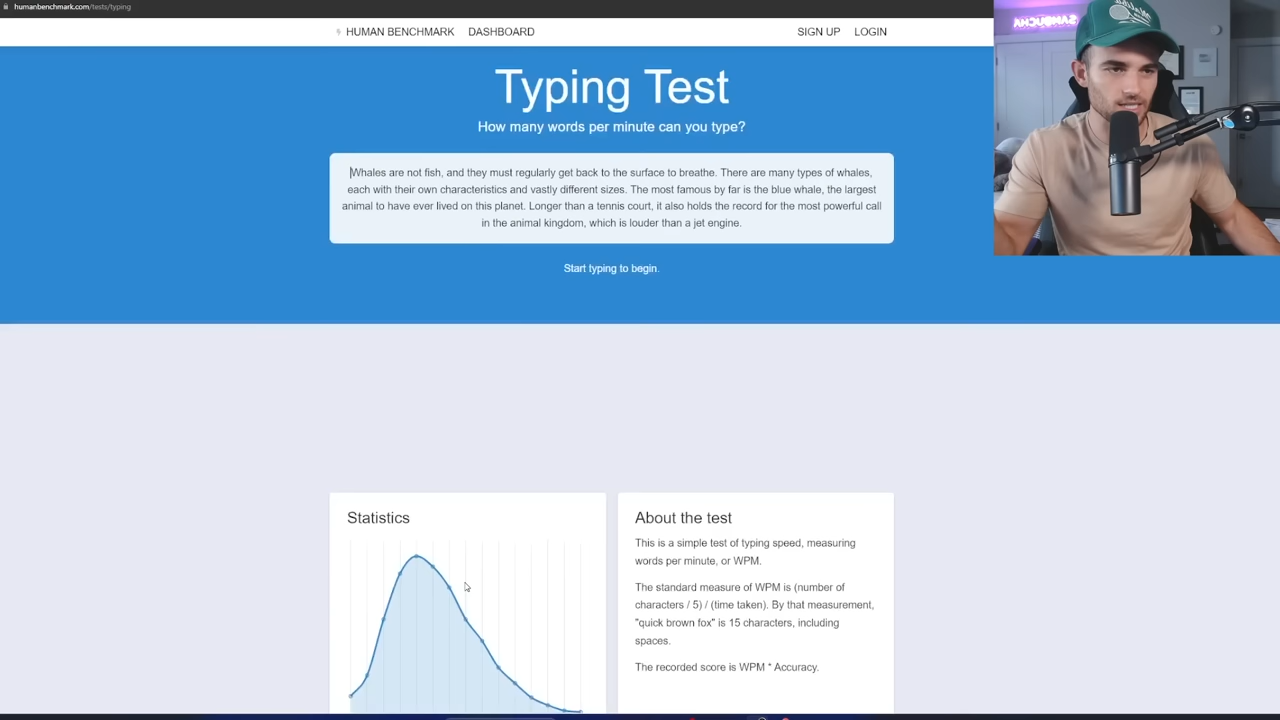 humanbenchmark.com/tests/typing
HUMAN BENCHMARK DASHBOARD
SIGN UP LOGIN
SAMBUCHA
Typing Test
How many words per minute can you type?
Whales are not fish, and they must regularly get back to the surface to breathe. There are many types of whales,
each with their own characteristics and vastly different sizes. The most famous by far is the blue whale, the largest
animal to have ever lived on this planet. Longer than a tennis court, it also holds the record for the most powerful call
in the animal kingdom, which is louder than a jet engine.
Start typing to begin.
Statistics
About the test
This is a simple test of typing speed, measuring
words per minute, or WPM.
The standard measure of WPM is (number of
characters / 5) / (time taken). By that measurement,
"quick brown fox" is 15 characters, including
spaces.
The recorded score is WPM * Accuracy.